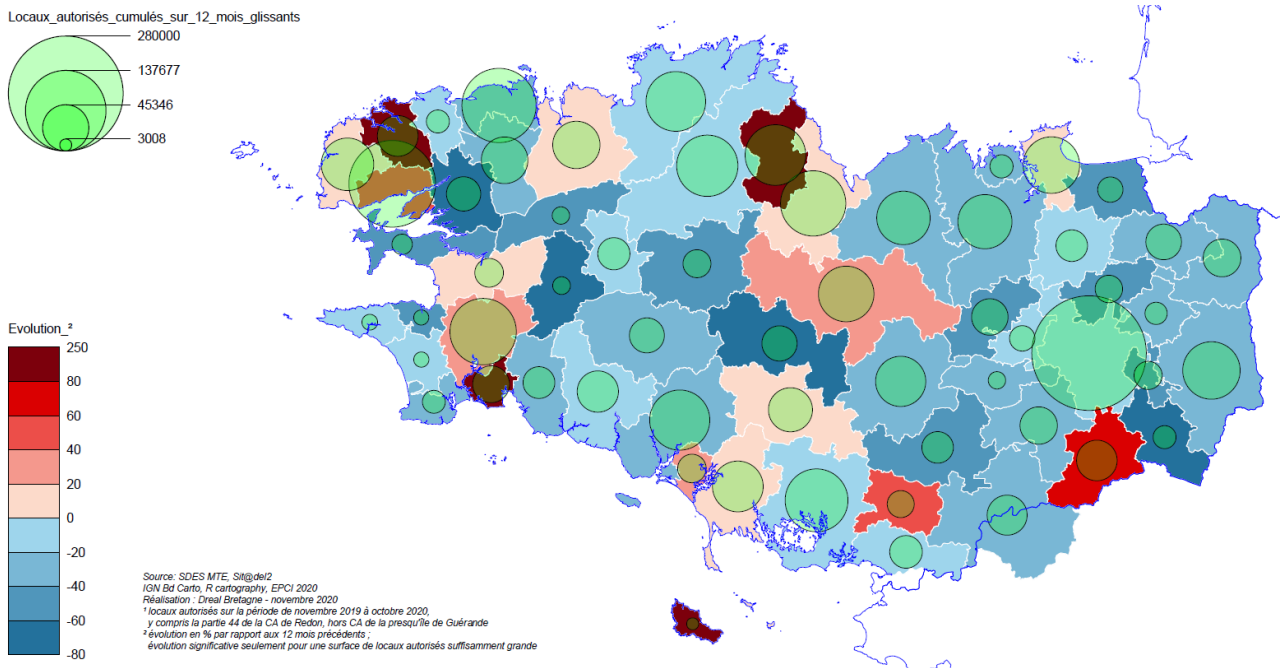 Locaux_autorisés_cumulés_sur_12_mois_glissants
280000
137677
45346
3008
Evolution_²
250
80
60
40
20
0
-20
-40
-60
-80
Source: SDES MTE, Sit@del2
IGN Bd Carto, R cartography, EPCI 2020
Réalisation : Dreal Bretagne - novembre 2020
¹ locaux autorisés sur la période de novembre 2019 à octobre 2020,
y compris la partie 44 de la CA de Redon, hors CA de la presqu'île de Guérande
² évolution en % par rapport aux 12 mois précédents ;
évolution significative seulement pour une surface de locaux autorisés suffisamment grande